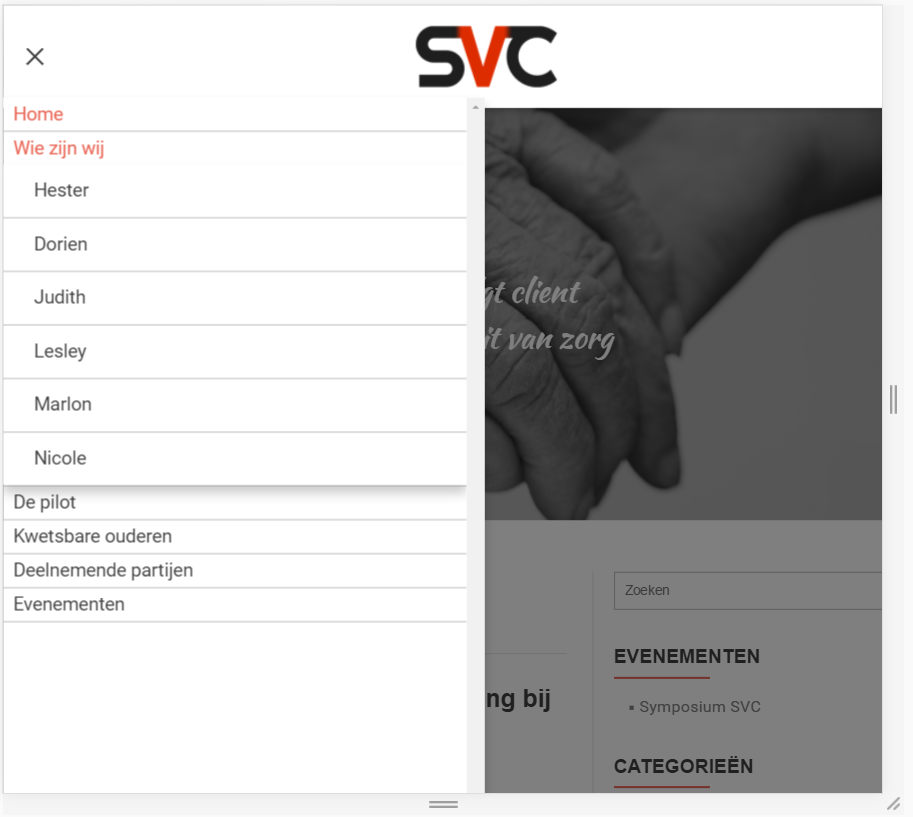 SVC
Home
Wie zijn wij
Hester
Dorien
Judith
Lesley
Marlon
Nicole
De pilot
Kwetsbare ouderen
Deelnemende partijen
Evenementen
client
it van zorg
Zoeken
EVENEMENTEN
Symposium SVC
ng bij
CATEGORIEËN